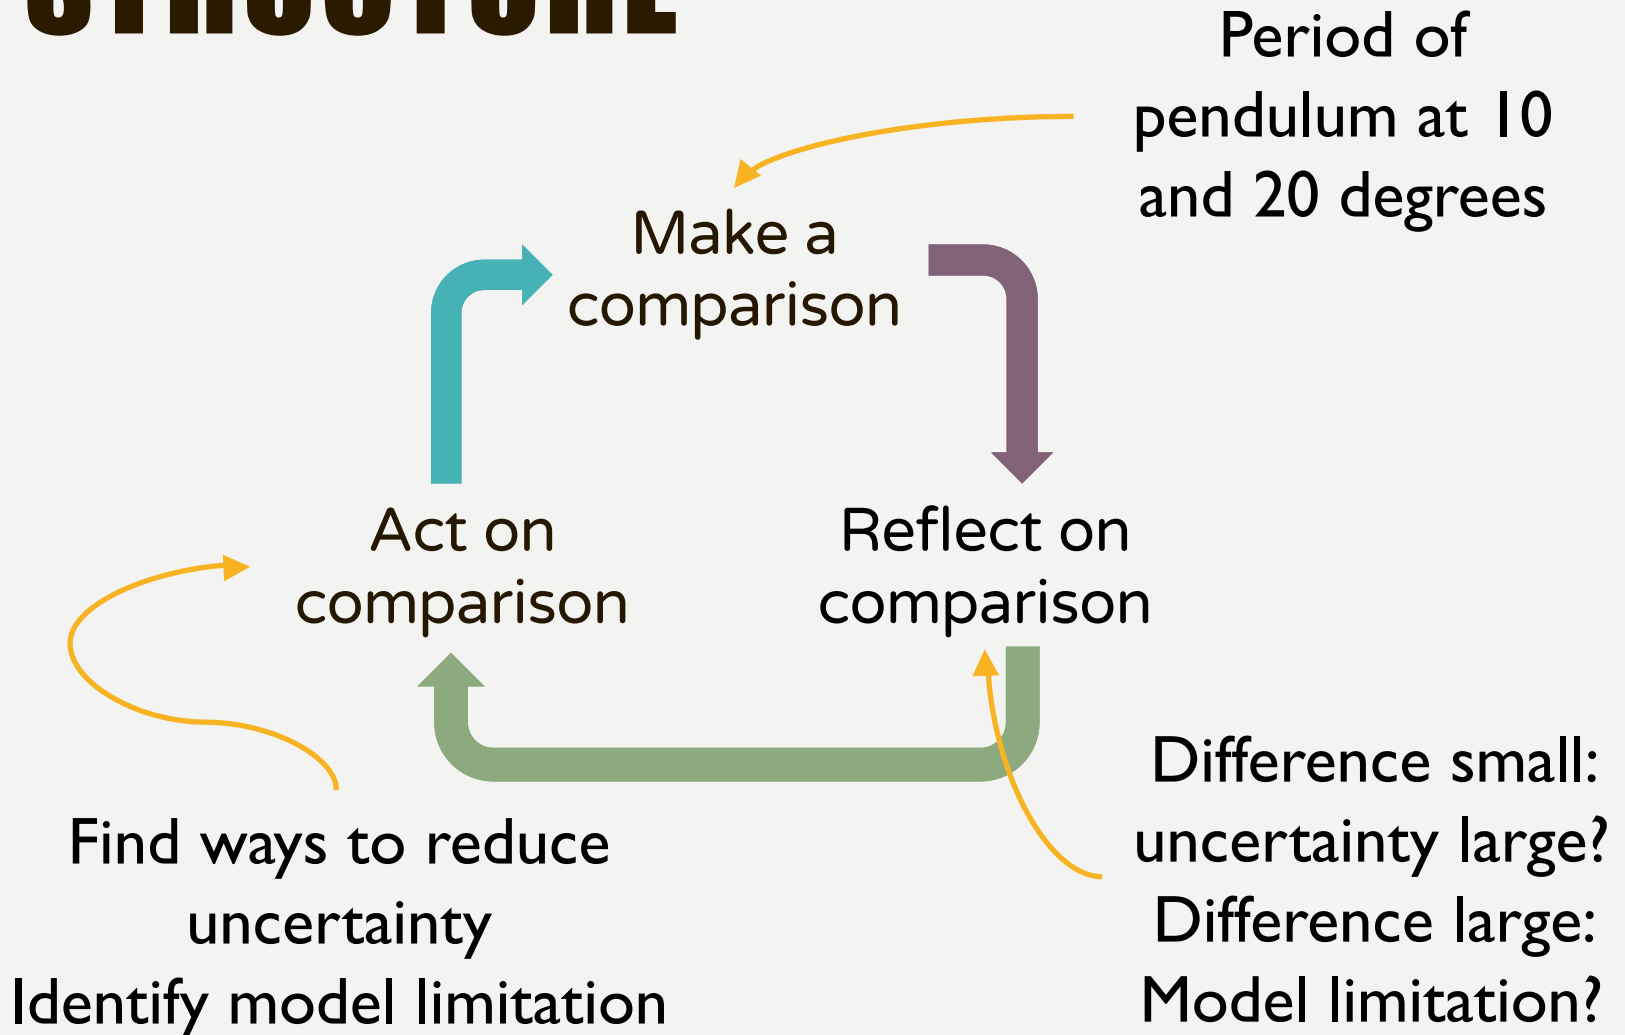 STRUCTURE
Period of
pendulum at 10
and 20 degrees
Make a
comparison
Act on
comparison
Reflect on
comparison
Find ways to reduce
uncertainty
Identify model limitation
Difference small:
uncertainty large?
Difference large:
Model limitation?